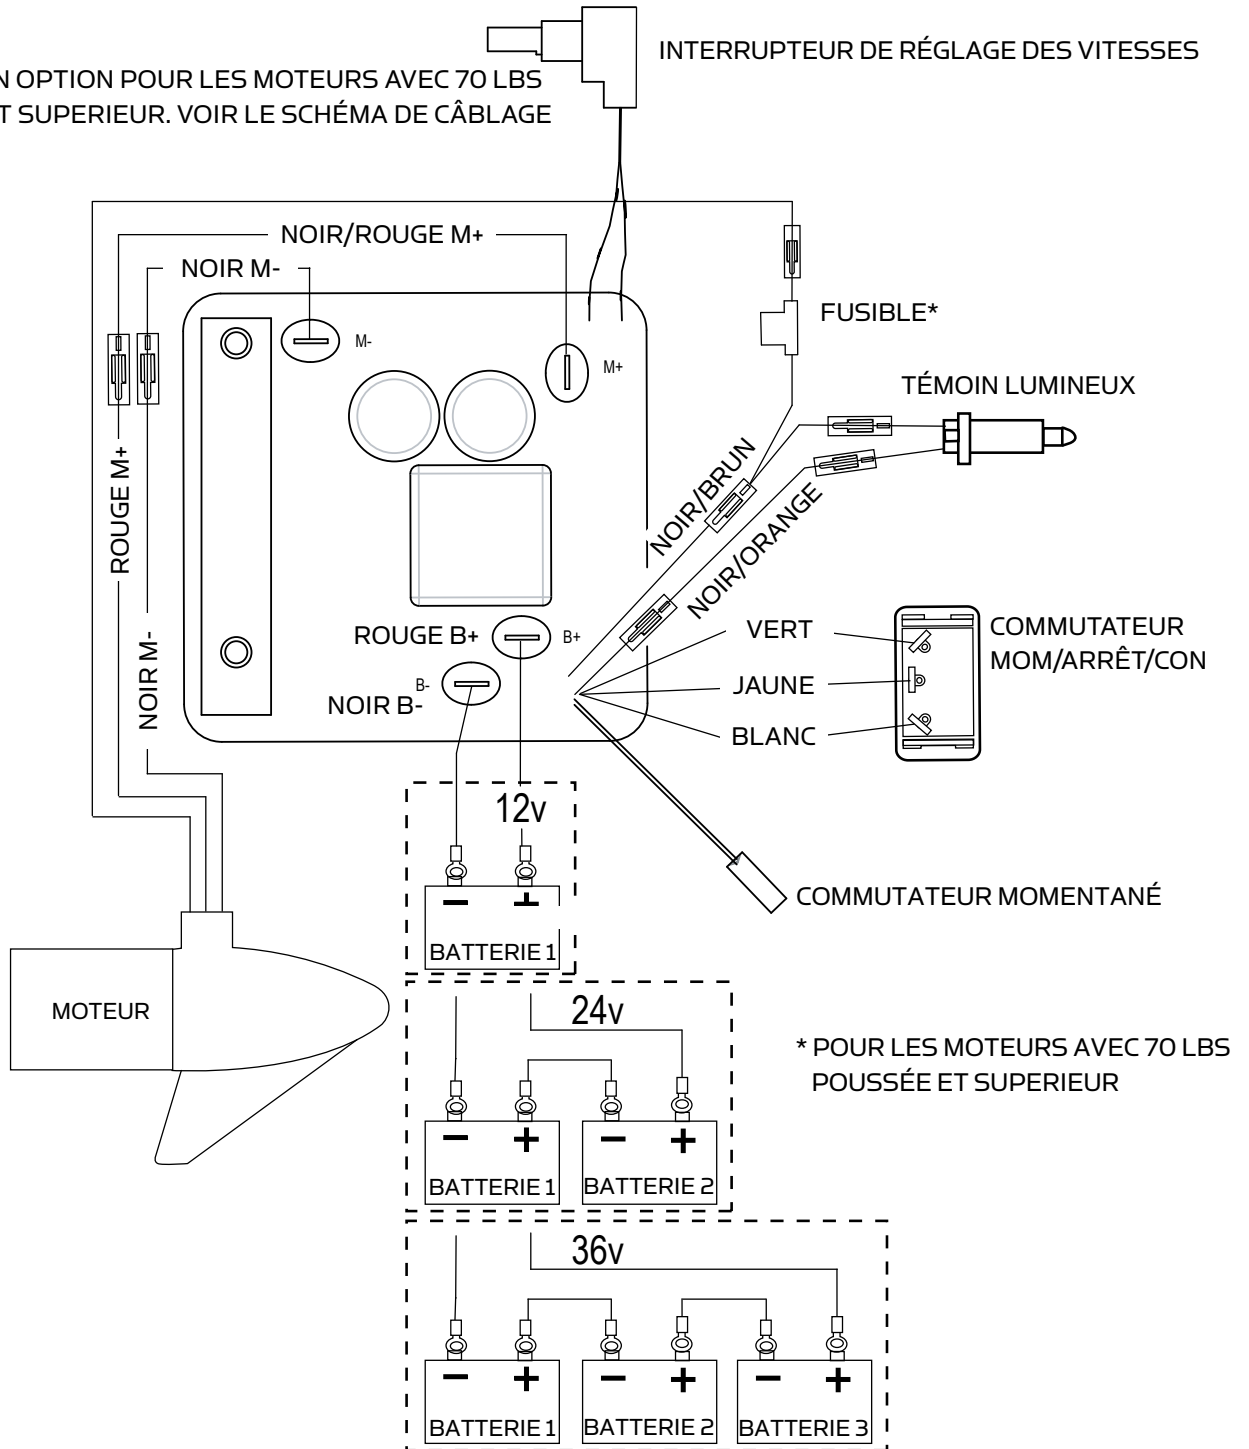 INTERRUPTEUR DE RÉGLAGE DES VITESSES
N OPTION POUR LES MOTEURS AVEC 70 LBS
T SUPERIEUR. VOIR LE SCHÉMA DE CÂBLAGE
NOIR/ROUGE M+
NOIR M-
M-
M+
FUSIBLE*
TÉMOIN LUMINEUX
ROUGE M+
NOIR M-
NOIR/BRUN
NOIR/ORANGE
ROUGE B+
B+
B-
NOIR B-
VERT
JAUNE
BLANC
COMMUTATEUR
MOM/ARRÊT/CON
12v
− +
BATTERIE 1
COMMUTATEUR MOMENTANÉ
MOTEUR
24v
− + − +
BATTERIE 1 BATTERIE 2
* POUR LES MOTEURS AVEC 70 LBS
POUSSÉE ET SUPERIEUR
36v
− + − + − +
BATTERIE 1 BATTERIE 2 BATTERIE 3